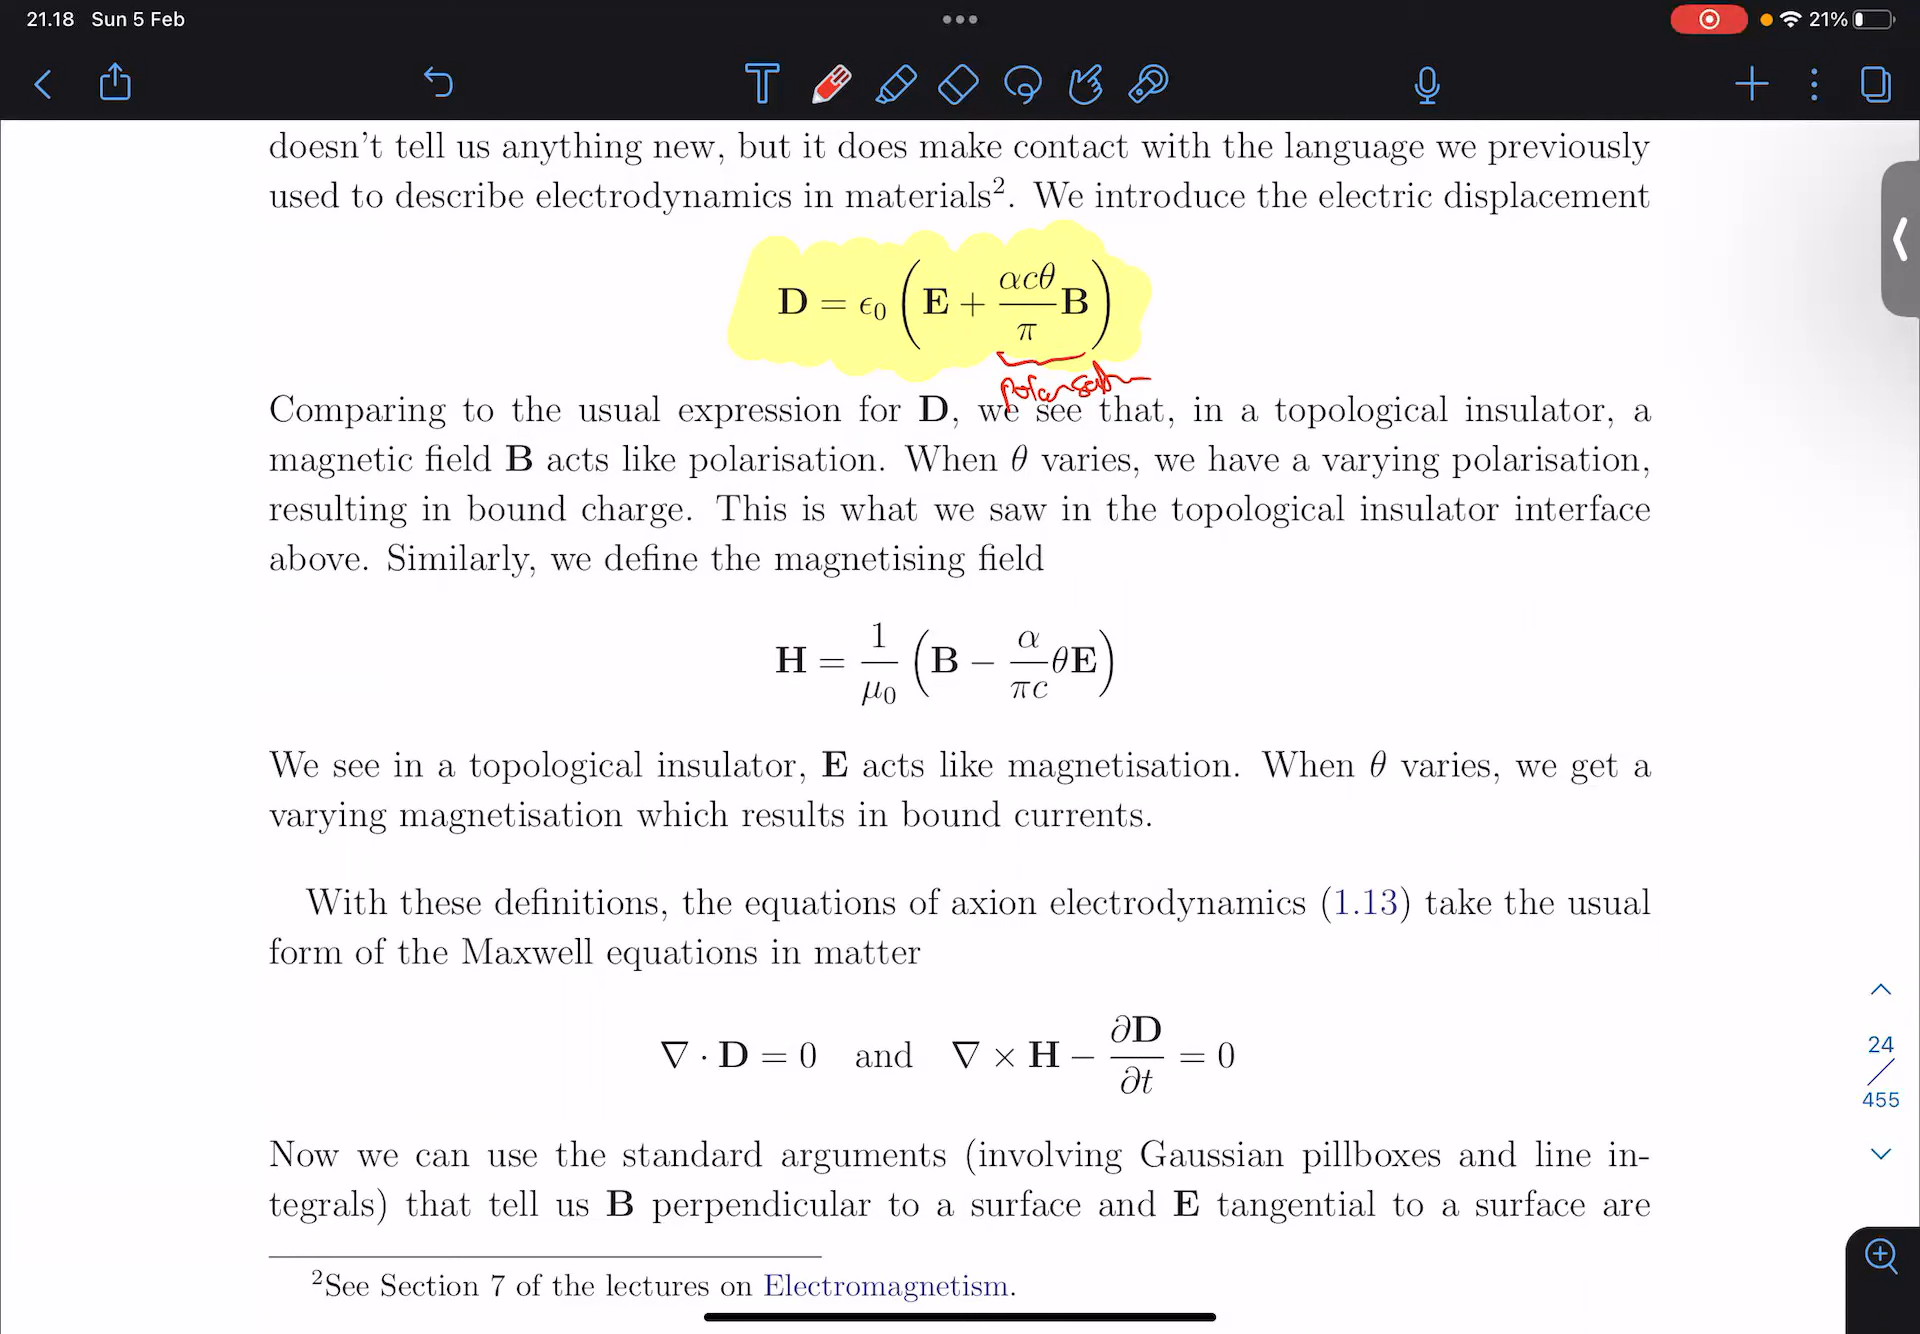 21.18 Sun 5 Feb
21%
doesn't tell us anything new, but it does make contact with the language we previously
used to describe electrodynamics in materials². We introduce the electric displacement
D = ϵ₀ (E + αcθ/π B)
polarisation
Comparing to the usual expression for D, we see that, in a topological insulator, a
magnetic field B acts like polarisation. When θ varies, we have a varying polarisation,
resulting in bound charge. This is what we saw in the topological insulator interface
above. Similarly, we define the magnetising field
H = 1/μ₀ (B − α/πc θE)
We see in a topological insulator, E acts like magnetisation. When θ varies, we get a
varying magnetisation which results in bound currents.
With these definitions, the equations of axion electrodynamics (1.13) take the usual
form of the Maxwell equations in matter
∇ · D = 0 and ∇ × H − ∂D/∂t = 0
24
/
455
Now we can use the standard arguments (involving Gaussian pillboxes and line in-
tegrals) that tell us B perpendicular to a surface and E tangential to a surface are
²See Section 7 of the lectures on Electromagnetism.